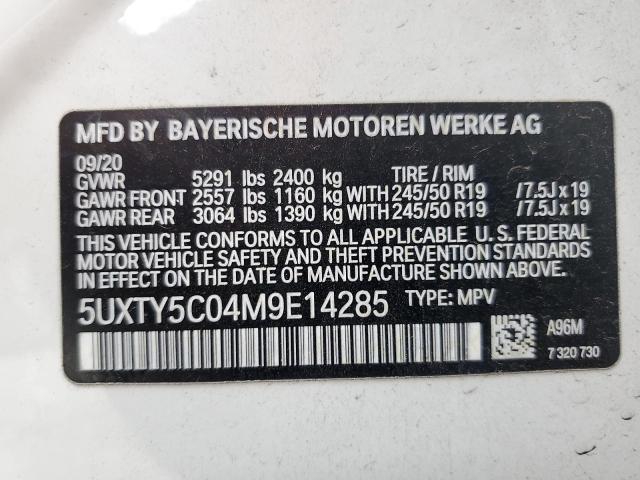 MFD BY BAYERISCHE MOTOREN WERKE AG
09/20
GVWR 5291 lbs 2400 kg TIRE / RIM
GAWR FRONT 2557 lbs 1160 kg WITH 245/50 R19 /7.5J x 19
GAWR REAR 3064 lbs 1390 kg WITH 245/50 R19 /7.5J x 19
THIS VEHICLE CONFORMS TO ALL APPLICABLE U. S. FEDERAL
MOTOR VEHICLE SAFETY AND THEFT PREVENTION STANDARDS
IN EFFECT ON THE DATE OF MANUFACTURE SHOWN ABOVE.
5UXTY5C04M9E14285 TYPE: MPV
A96M
7 320 730